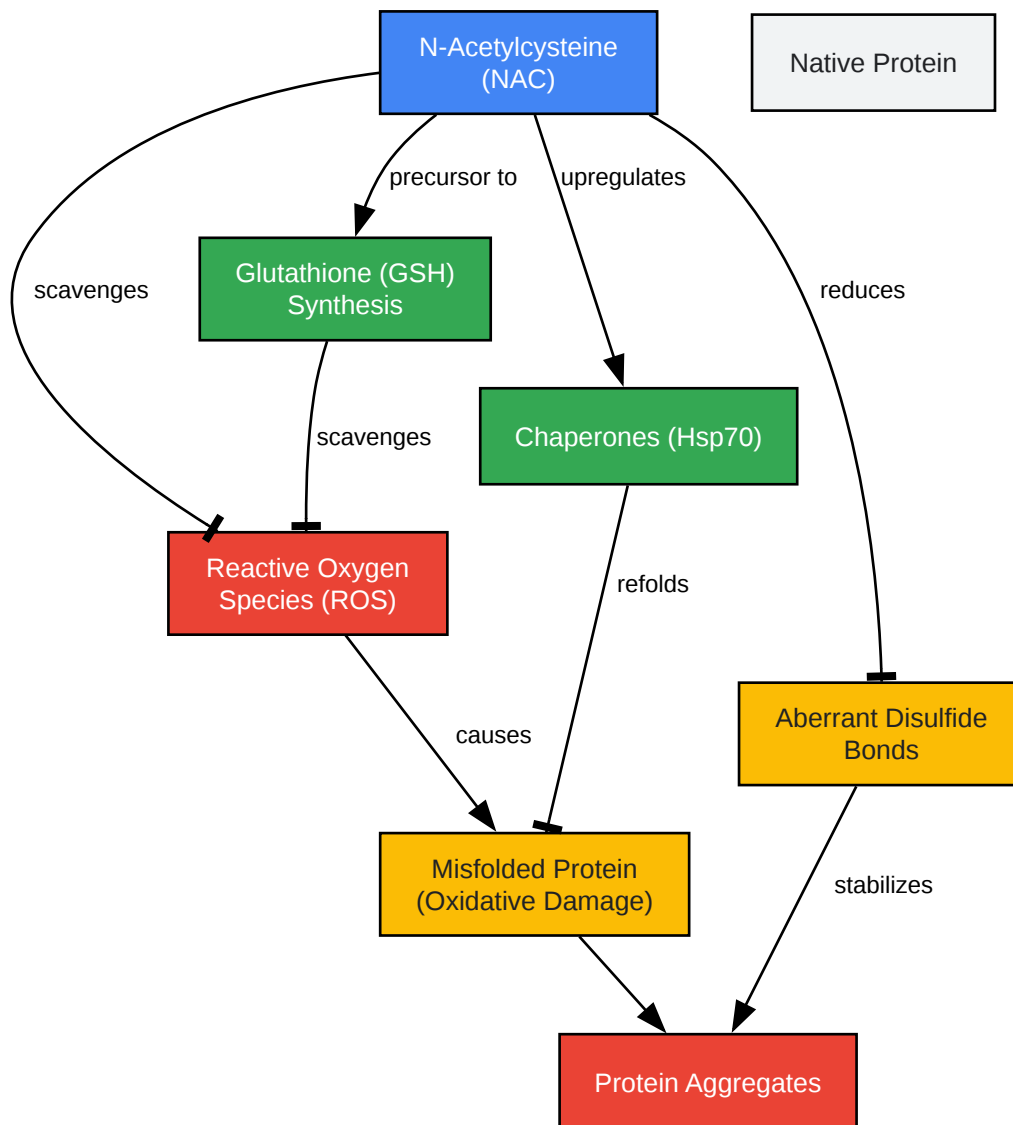 N-Acetylcysteine
(NAC)
Native Protein
precursor to
upregulates
scavenges
Glutathione (GSH)
Synthesis
reduces
scavenges
Chaperones (Hsp70)
Reactive Oxygen
Species (ROS)
refolds
causes
Aberrant Disulfide
Bonds
Misfolded Protein
(Oxidative Damage)
stabilizes
Protein Aggregates